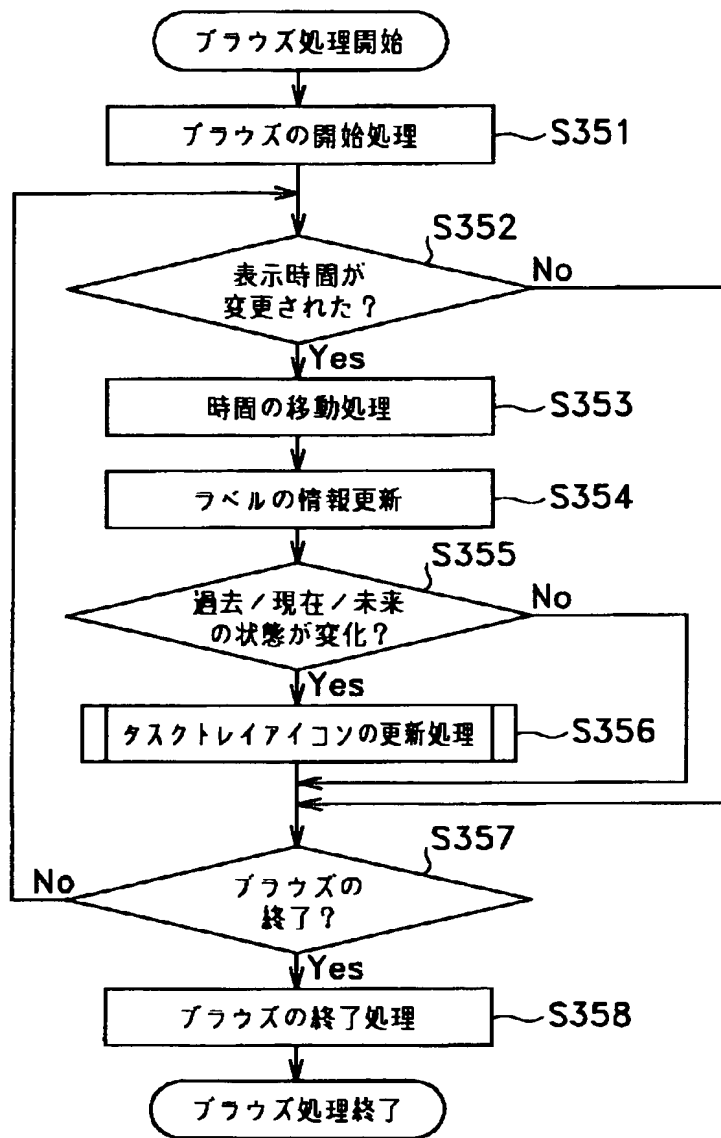 ブラウズ処理開始
ブラウズの開始処理
S351
S352
表示時間が
変更された？
No
Yes
時間の移動処理
S353
ラベルの情報更新
S354
S355
過去／現在／未来
の状態が変化？
No
Yes
タスクトレイアイコンの更新処理
S356
S357
ブラウズの
終了？
No
Yes
ブラウズの終了処理
S358
ブラウズ処理終了